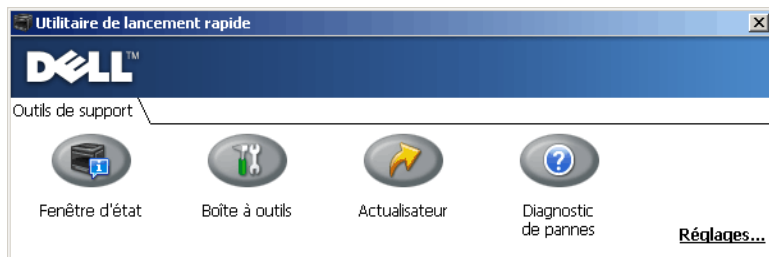 Utilitaire de lancement rapide
DELL™
Outils de support
Fenêtre d'état
Boîte à outils
Actualisateur
Diagnostic
de pannes
Réglages...